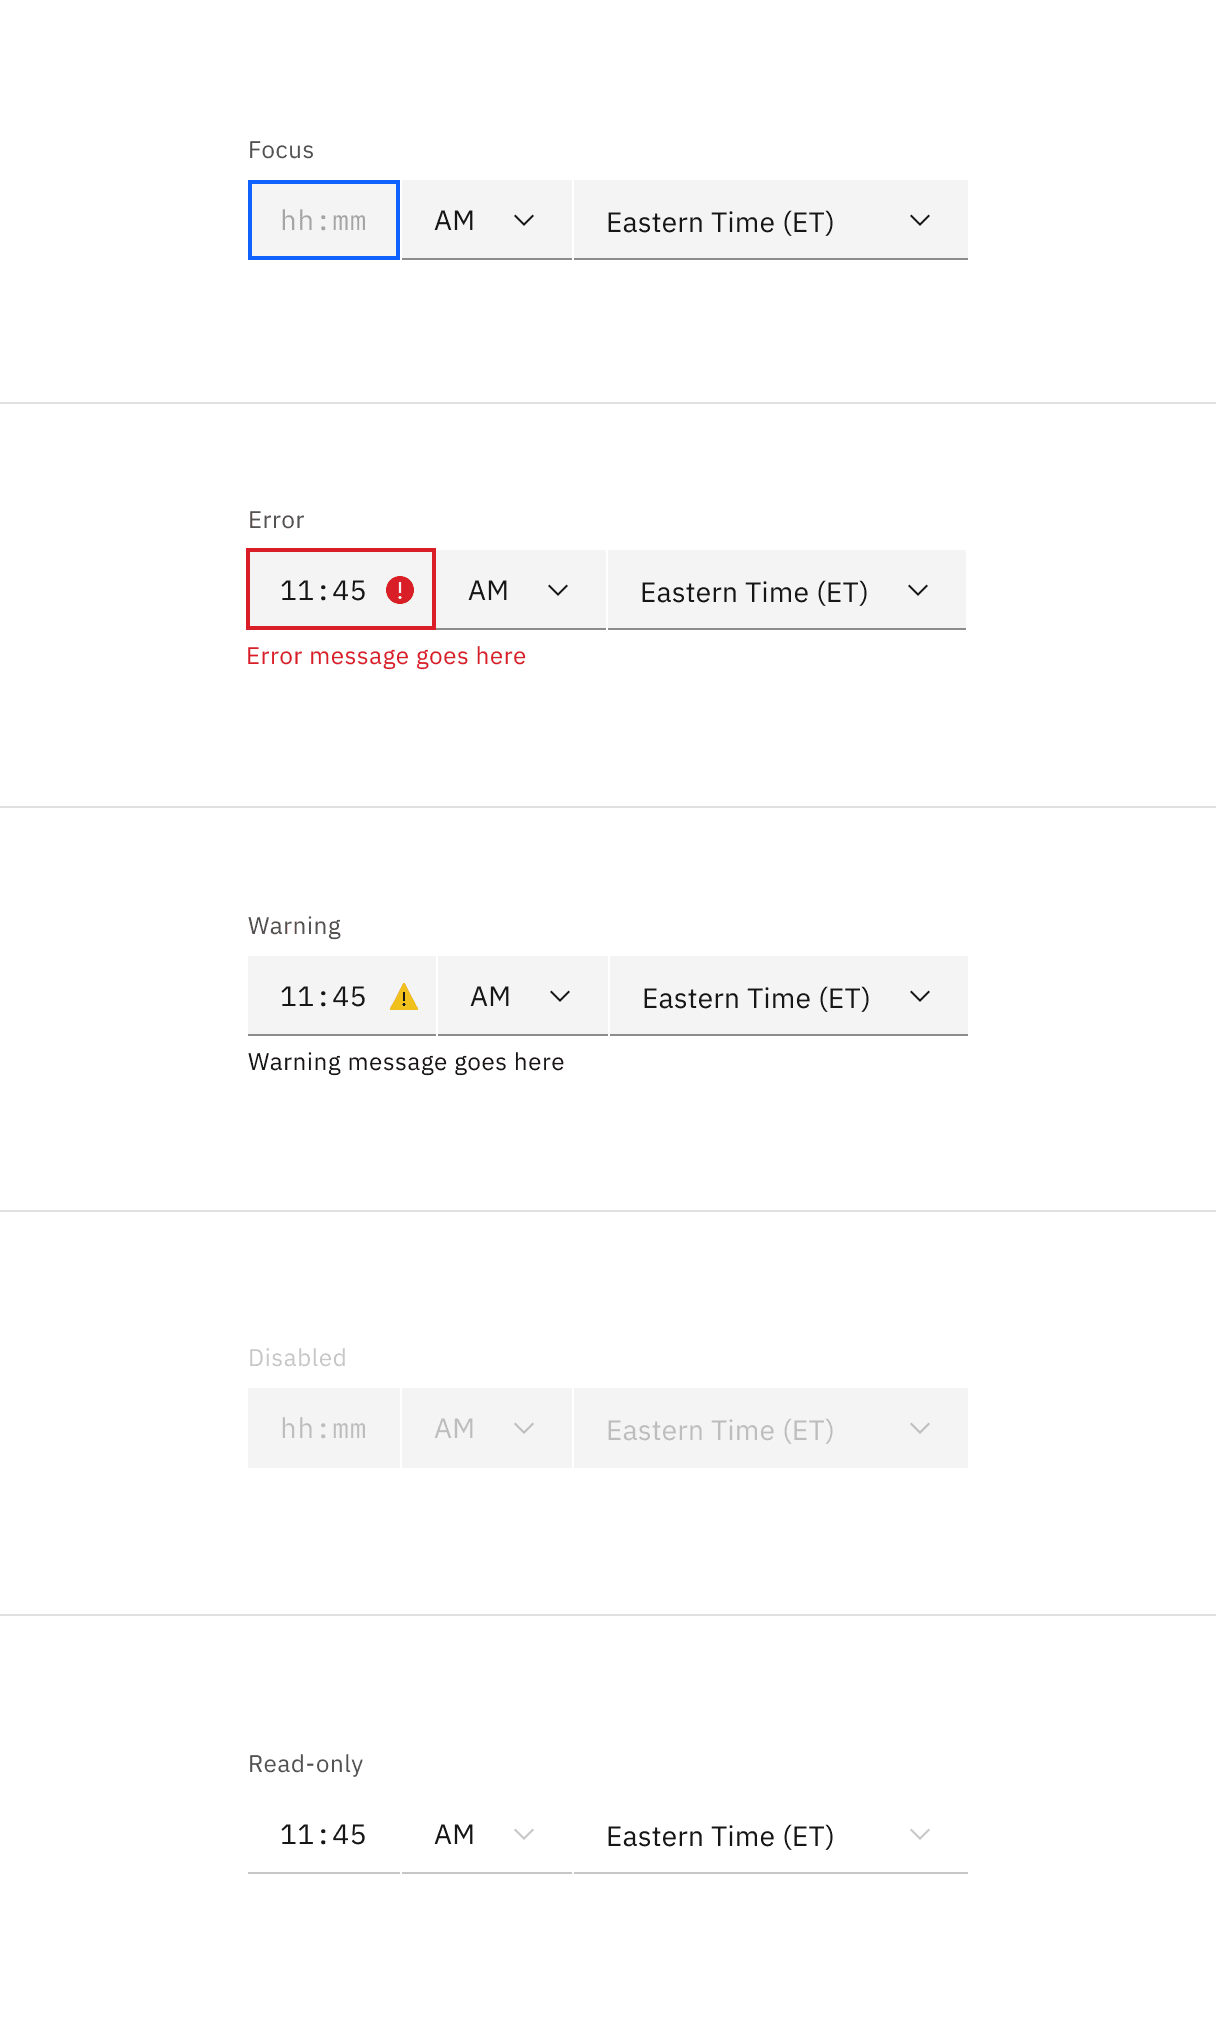 Focus
hh:mm AM Eastern Time (ET)
Error
11:45 AM Eastern Time (ET)
Error message goes here
Warning
11:45 AM Eastern Time (ET)
Warning message goes here
Disabled
hh:mm AM Eastern Time (ET)
Read-only
11:45 AM Eastern Time (ET)